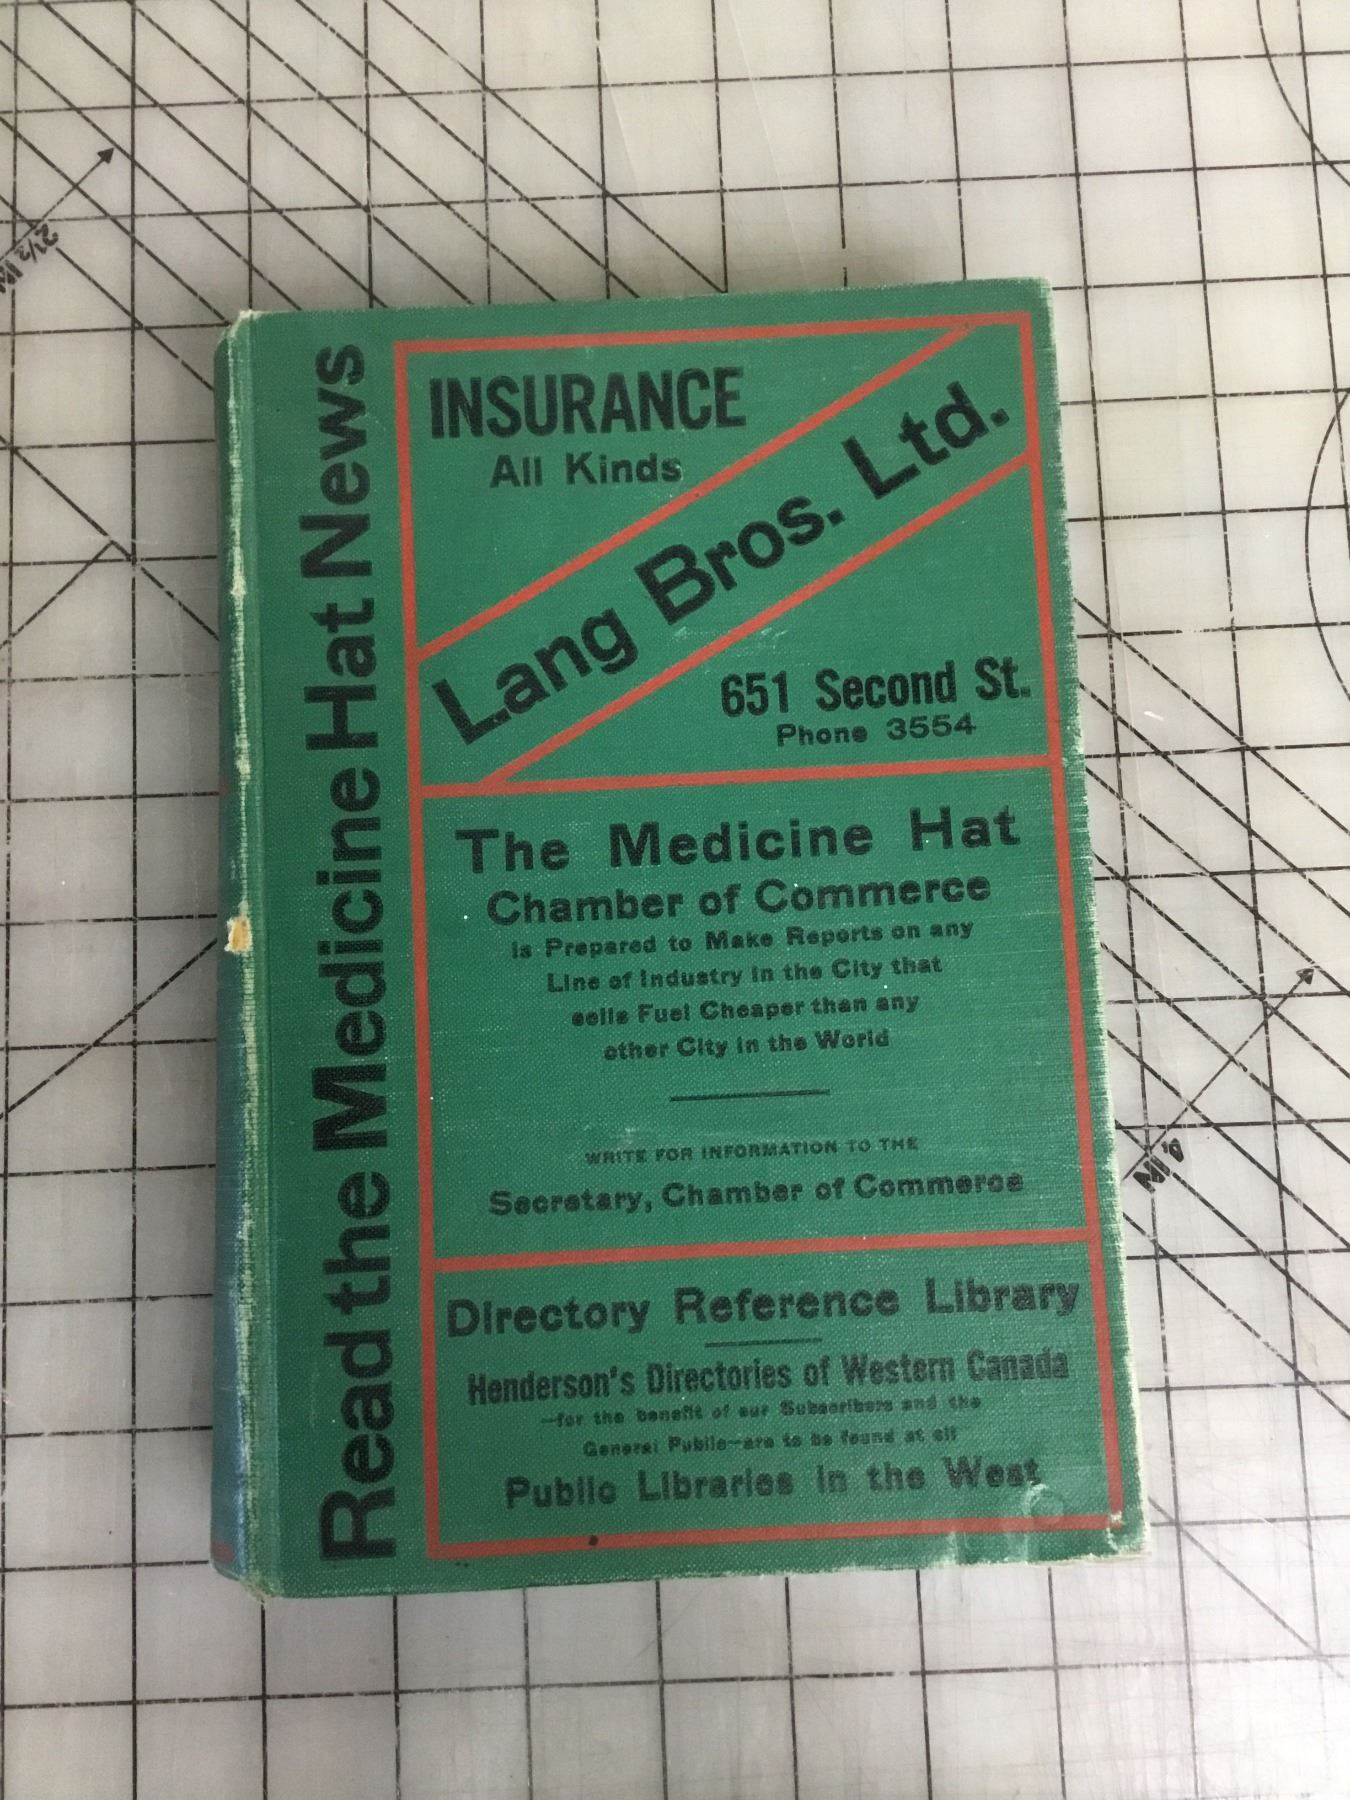 Read the Medicine Hat News
INSURANCE
All Kinds
Lang Bros. Ltd.
651 Second St.
Phone 3554
The Medicine Hat
Chamber of Commerce
is Prepared to Make Reports on any
Line of Industry in the City that
sells Fuel Cheaper than any
other City in the World
WRITE FOR INFORMATION TO THE
Secretary, Chamber of Commerce
Directory Reference Library
Henderson's Directories of Western Canada
—for the benefit of our Subscribers and the
General Public—are to be found at all
Public Libraries in the West
2½ IN
IN